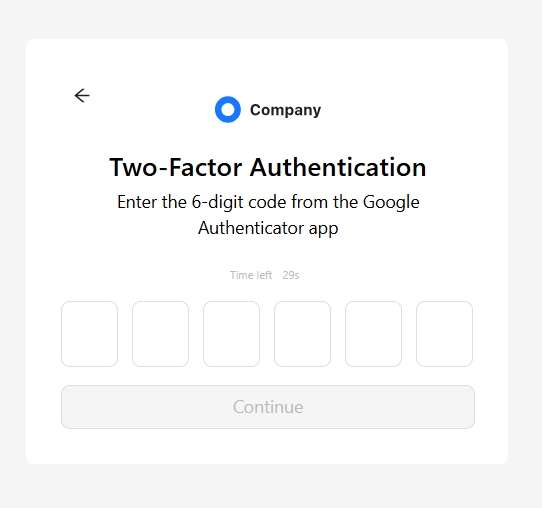 Company
Two-Factor Authentication
Enter the 6-digit code from the Google
Authenticator app
Time left 29s
Continue